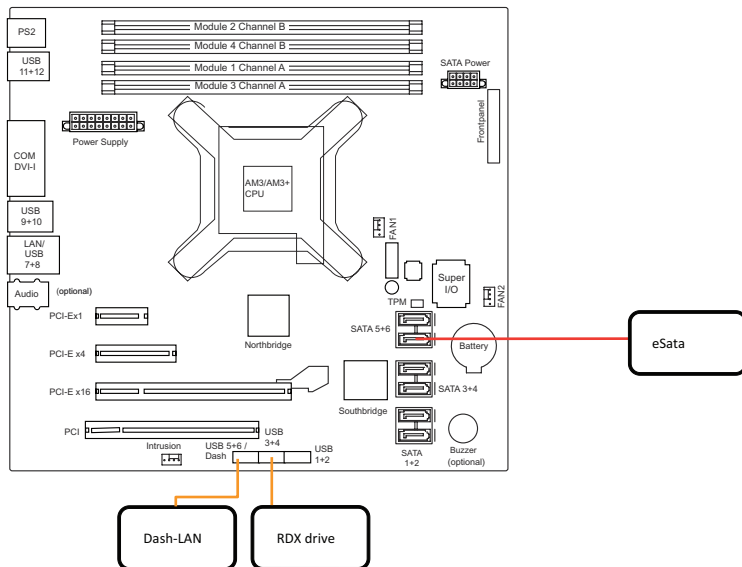 PS2
USB
11+12
Module 2 Channel B
Module 4 Channel B
Module 1 Channel A
Module 3 Channel A
SATA Power
Frontpanel
Power Supply
COM
DVI-I
AM3/AM3+
CPU
USB
9+10
LAN/
USB
7+8
Audio
(optional)
FAN1
Super
I/O
FAN2
TPM
PCI-Ex1
Northbridge
SATA 5+6
Battery
eSata
PCI-E x4
PCI-E x16
Southbridge
SATA 3+4
PCI
USB
3+4
Intrusion
USB 5+6 /
Dash
USB
1+2
SATA
1+2
Buzzer
(optional)
Dash-LAN
RDX drive